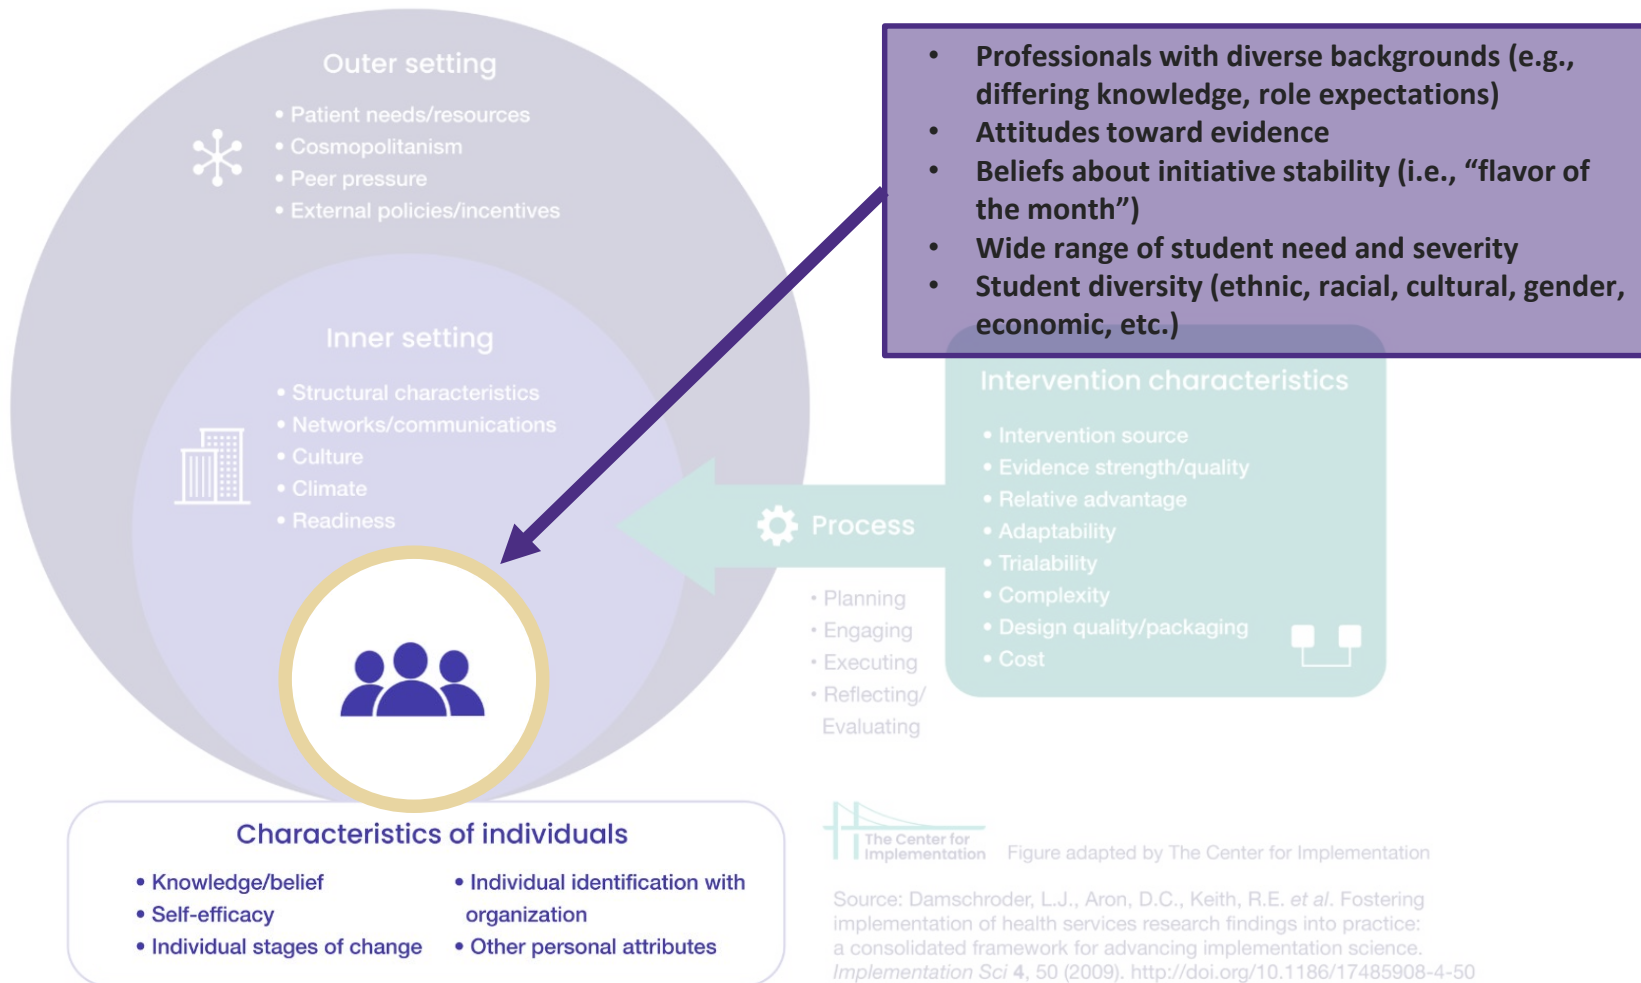 Outer setting
• Patient needs/resources
• Cosmopolitanism
• Peer pressure
• External policies/incentives
Inner setting
• Structural characteristics
• Networks/communications
• Culture
• Climate
• Readiness
• Professionals with diverse backgrounds (e.g.,
differing knowledge, role expectations)
• Attitudes toward evidence
• Beliefs about initiative stability (i.e., “flavor of
the month”)
• Wide range of student need and severity
• Student diversity (ethnic, racial, cultural, gender,
economic, etc.)
Intervention characteristics
• Intervention source
• Evidence strength/quality
• Relative advantage
• Adaptability
• Trialability
• Complexity
• Design quality/packaging
• Cost
Process
• Planning
• Engaging
• Executing
• Reflecting/
Evaluating
Characteristics of individuals
• Knowledge/belief
• Self-efficacy
• Individual stages of change
• Individual identification with
organization
• Other personal attributes
The Center for
Implementation
Figure adapted by The Center for Implementation
Source: Damschroder, L.J., Aron, D.C., Keith, R.E. et al. Fostering
implementation of health services research findings into practice:
a consolidated framework for advancing implementation science.
Implementation Sci 4, 50 (2009). http://doi.org/10.1186/17485908-4-50